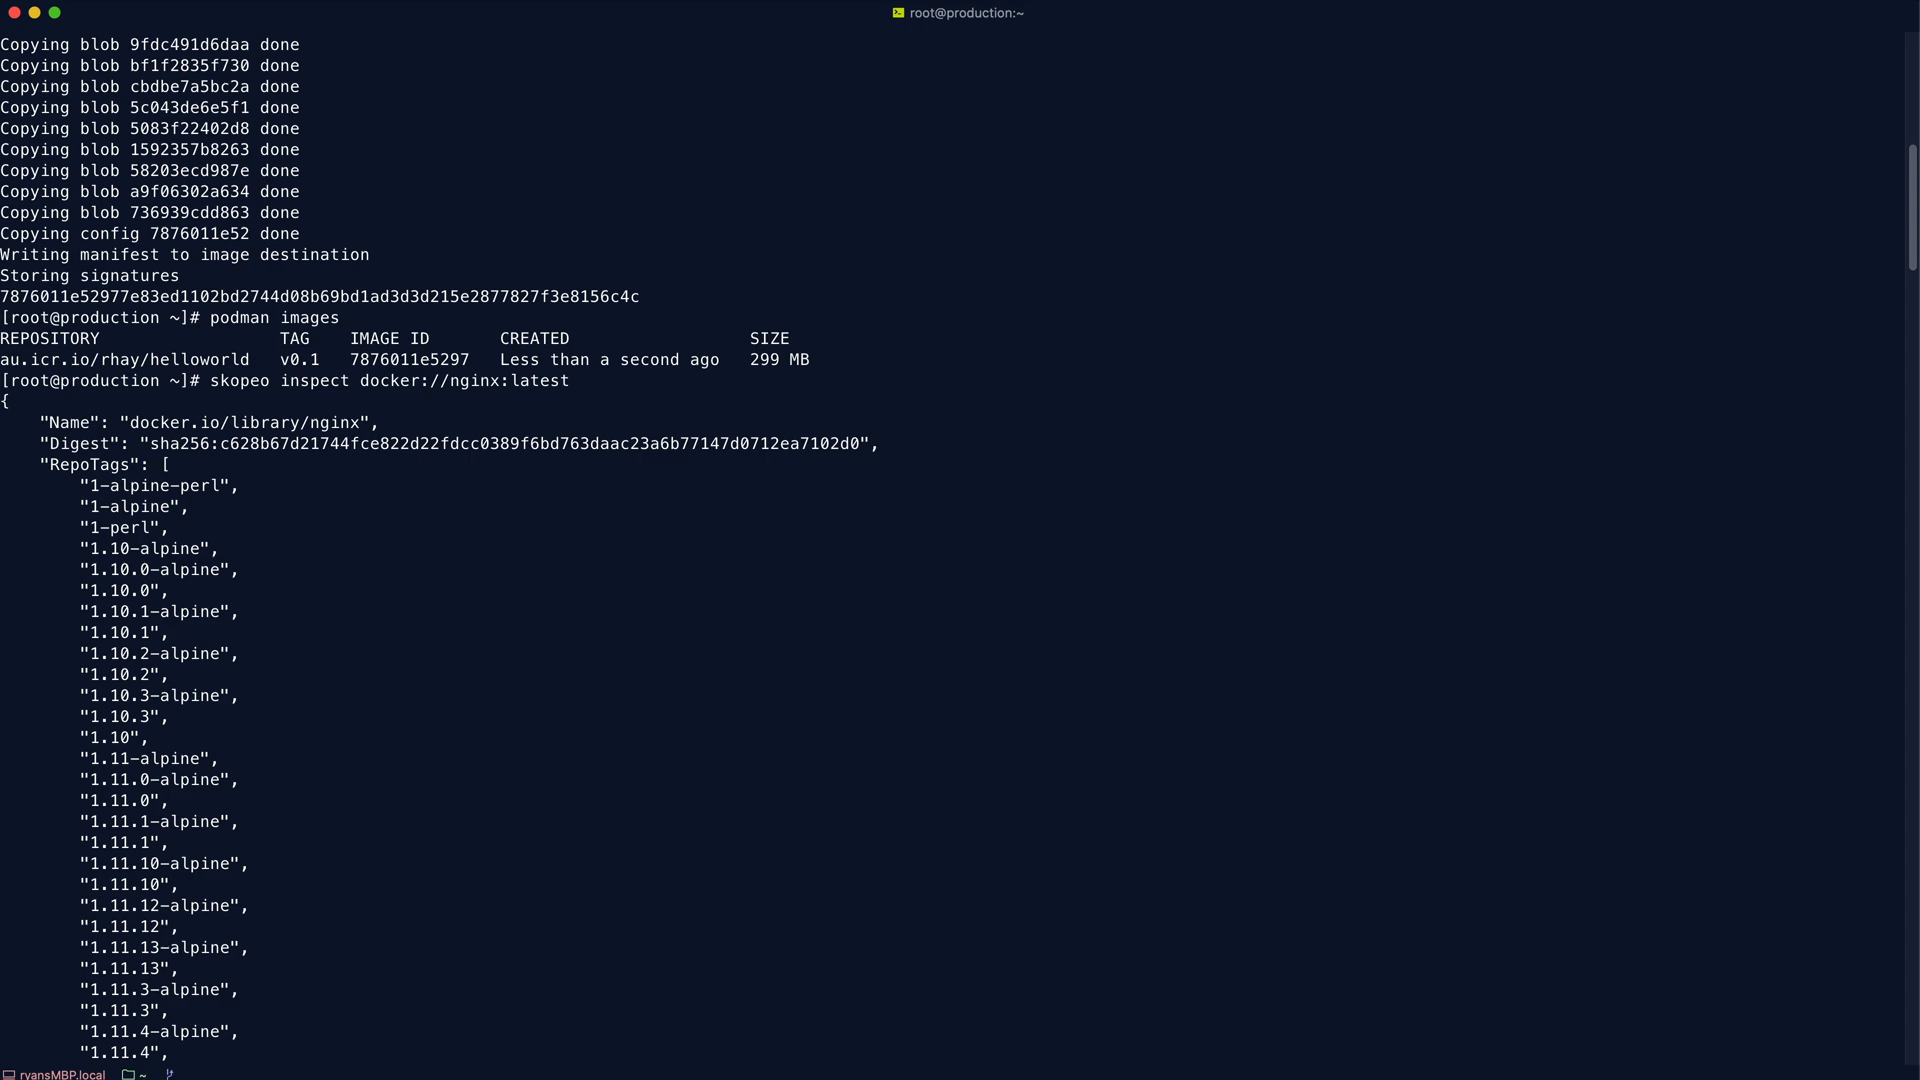 root@production:~
Copying blob 9fdc491d6daa done
Copying blob bf1f2835f730 done
Copying blob cbdbe7a5bc2a done
Copying blob 5c043de6e5f1 done
Copying blob 5083f22402d8 done
Copying blob 1592357b8263 done
Copying blob 58203ecd987e done
Copying blob a9f06302a634 done
Copying blob 736939cdd863 done
Copying config 7876011e52 done
Writing manifest to image destination
Storing signatures
7876011e52977e83ed1102bd2744d08b69bd1ad3d3d215e2877827f3e8156c4c
[root@production ~]# podman images
REPOSITORY                  TAG    IMAGE ID       CREATED                  SIZE
au.icr.io/rhay/helloworld   v0.1   7876011e5297   Less than a second ago   299 MB
[root@production ~]# skopeo inspect docker://nginx:latest
{
    "Name": "docker.io/library/nginx",
    "Digest": "sha256:c628b67d21744fce822d22fdcc0389f6bd763daac23a6b77147d0712ea7102d0",
    "RepoTags": [
        "1-alpine-perl",
        "1-alpine",
        "1-perl",
        "1.10-alpine",
        "1.10.0-alpine",
        "1.10.0",
        "1.10.1-alpine",
        "1.10.1",
        "1.10.2-alpine",
        "1.10.2",
        "1.10.3-alpine",
        "1.10.3",
        "1.10",
        "1.11-alpine",
        "1.11.0-alpine",
        "1.11.0",
        "1.11.1-alpine",
        "1.11.1",
        "1.11.10-alpine",
        "1.11.10",
        "1.11.12-alpine",
        "1.11.12",
        "1.11.13-alpine",
        "1.11.13",
        "1.11.3-alpine",
        "1.11.3",
        "1.11.4-alpine",
        "1.11.4",
ryansMBP.local ~